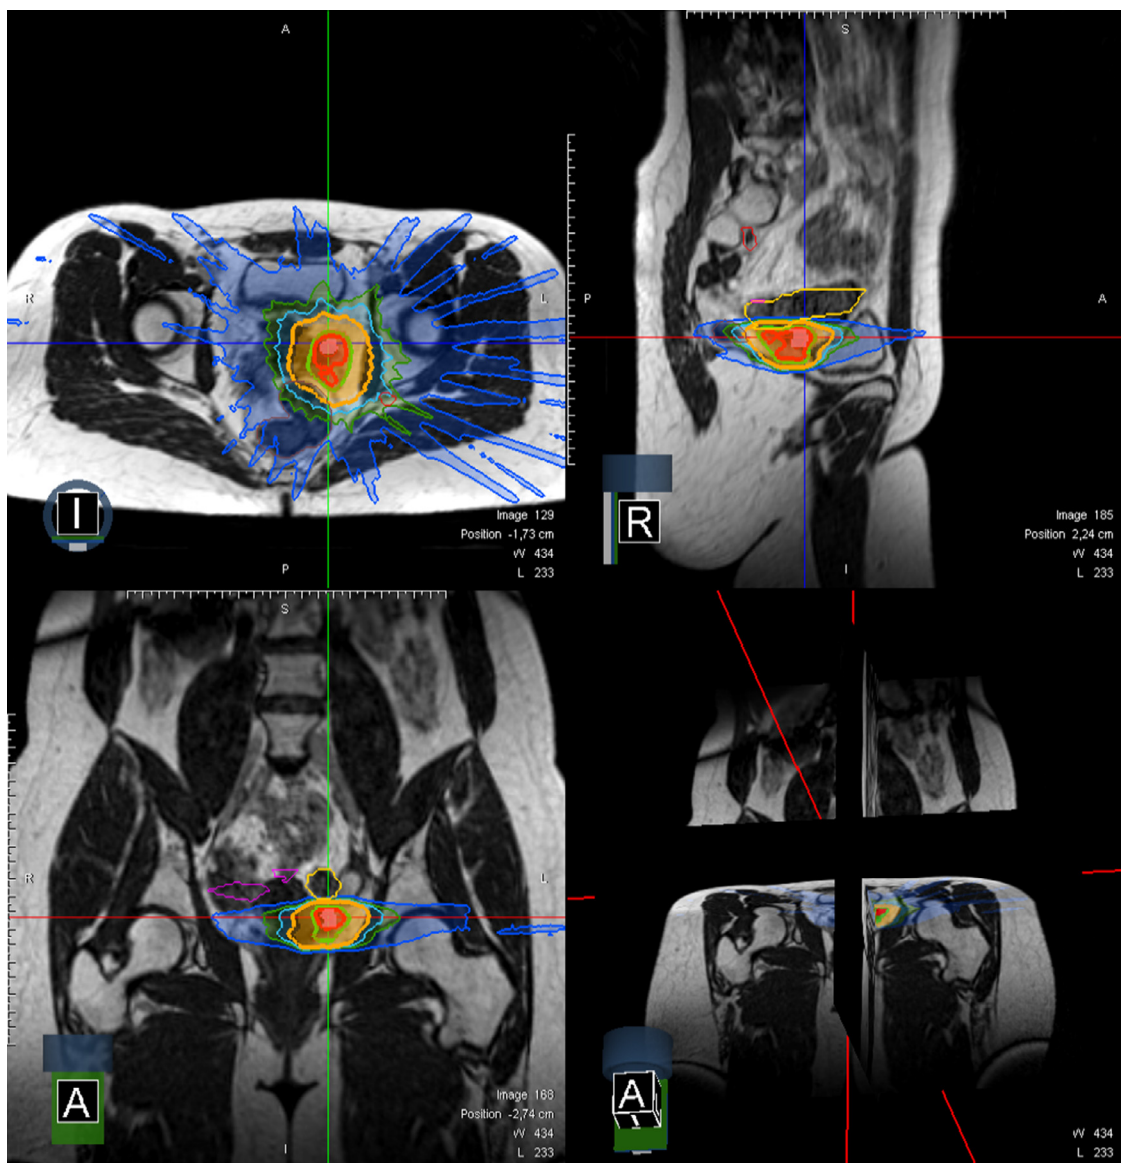 A
R
L
I
Image 129
Position -1,73 cm
W 434
L 233
P
S
P
A
R
Image 185
Position 2,24 cm
W 434
L 233
I
S
R
L
A
Image 168
Position -2,74 cm
W 434
L 233
I
A
W 434
L 233